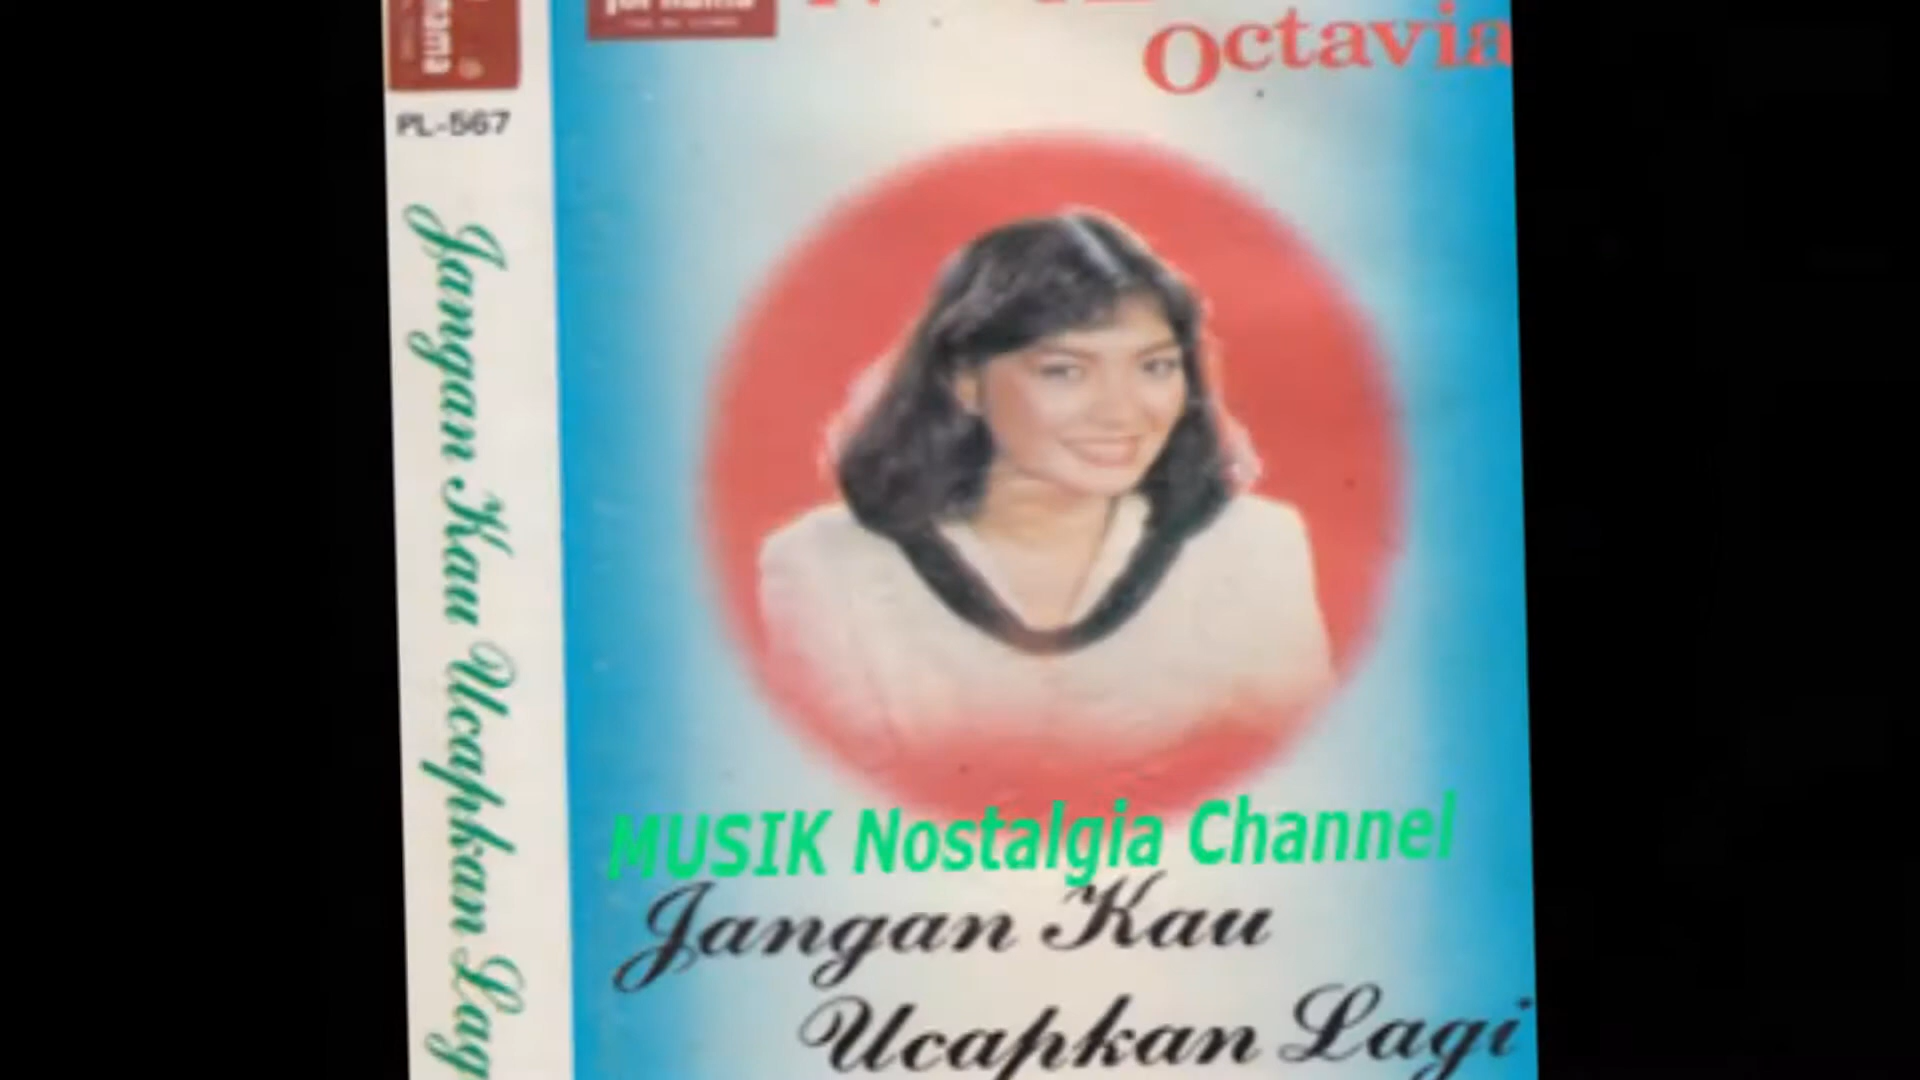 Octavia
PL-567
Jangan Kau Ucapkan Lag
MUSIK Nostalgia Channel
Jangan Kau
Ucapkan Lagi